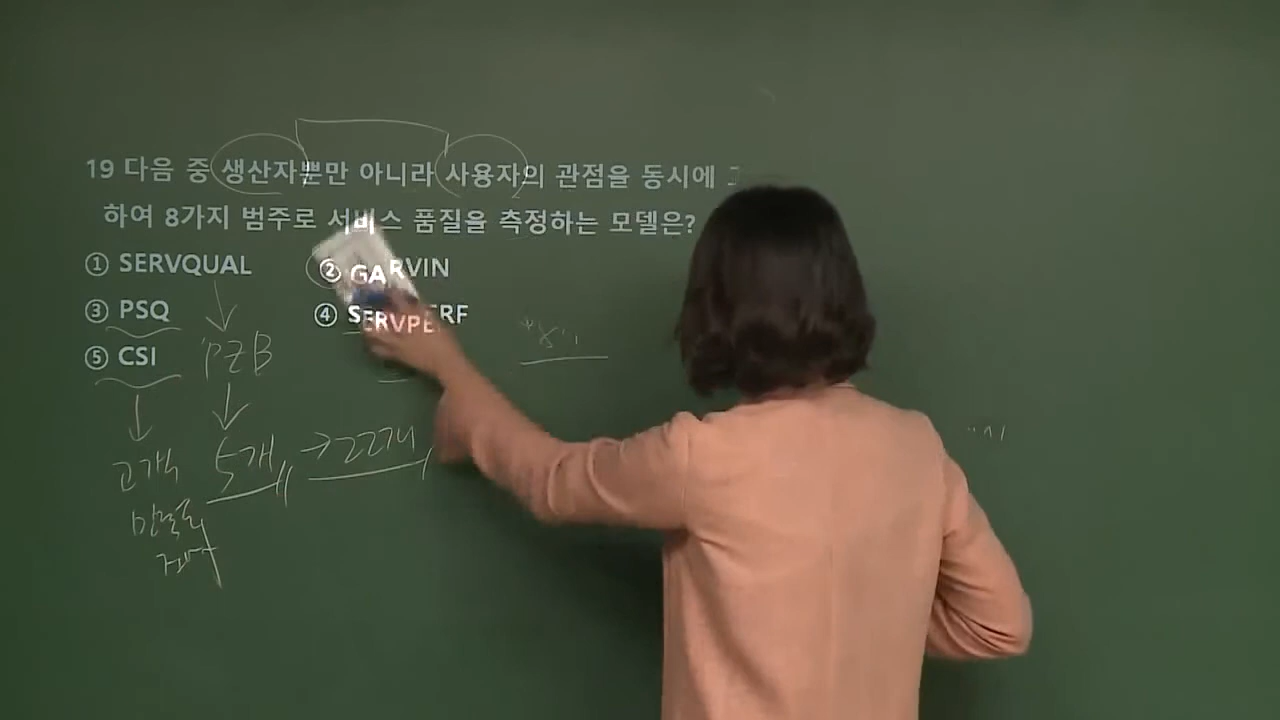 19 다음 중 생산자뿐만 아니라 사용자의 관점을 동시에
하여 8가지 범주로 서비스 품질을 측정하는 모델은?
① SERVQUAL ② GARVIN
③ PSQ ④ SERVPERF
⑤ CSI PZB
"8"
고객 5개 → 22개
만족도